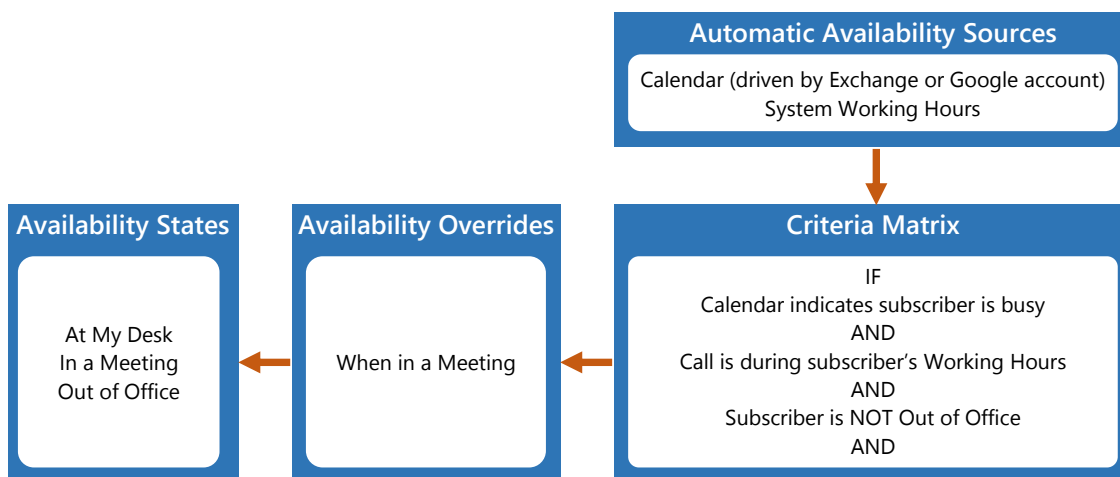 Automatic Availability Sources
Calendar (driven by Exchange or Google account)
System Working Hours
Availability States
At My Desk
In a Meeting
Out of Office
Availability Overrides
When in a Meeting
Criteria Matrix
IF
Calendar indicates subscriber is busy
AND
Call is during subscriber’s Working Hours
AND
Subscriber is NOT Out of Office
AND